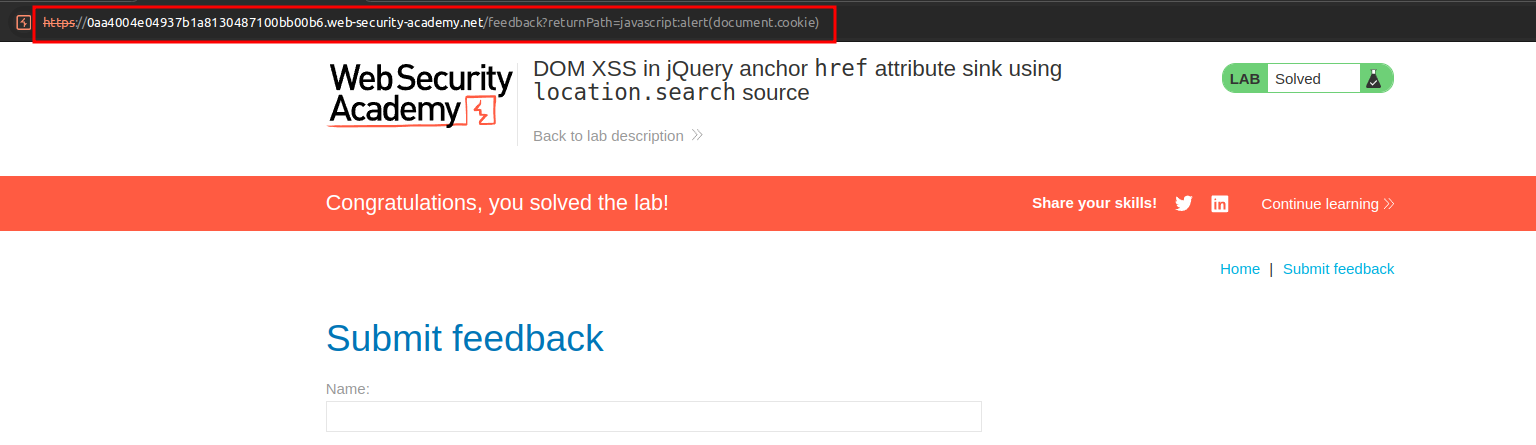 https://0aa4004e04937b1a8130487100bb00b6.web-security-academy.net/feedback?returnPath=javascript:alert(document.cookie)
WebSecurity
Academy
DOM XSS in jQuery anchor href attribute sink using
location.search source
LAB Solved
Back to lab description
Congratulations, you solved the lab!
Share your skills!
Continue learning
Home | Submit feedback
Submit feedback
Name: